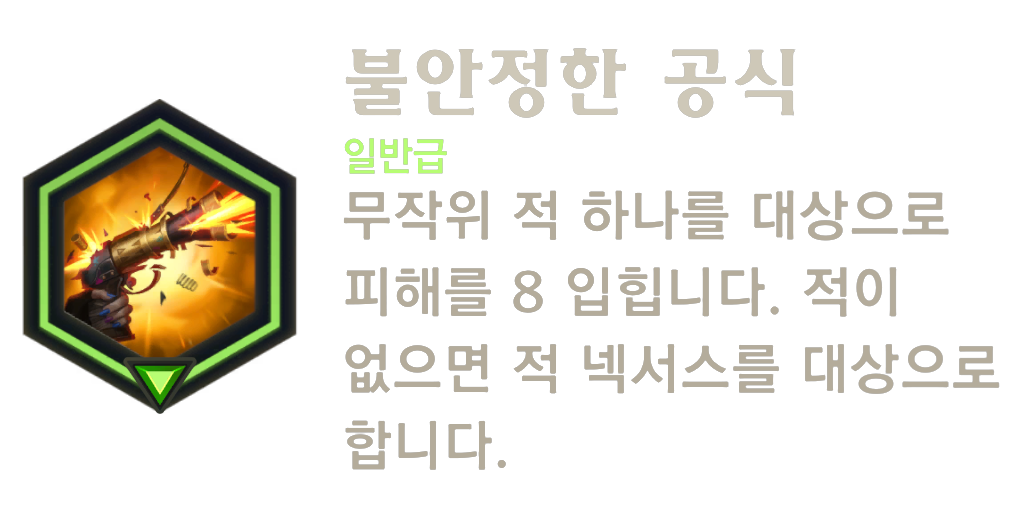 불안정한 공식
일반급
무작위 적 하나를 대상으로
피해를 8 입힙니다. 적이
없으면 적 넥서스를 대상으로
합니다.